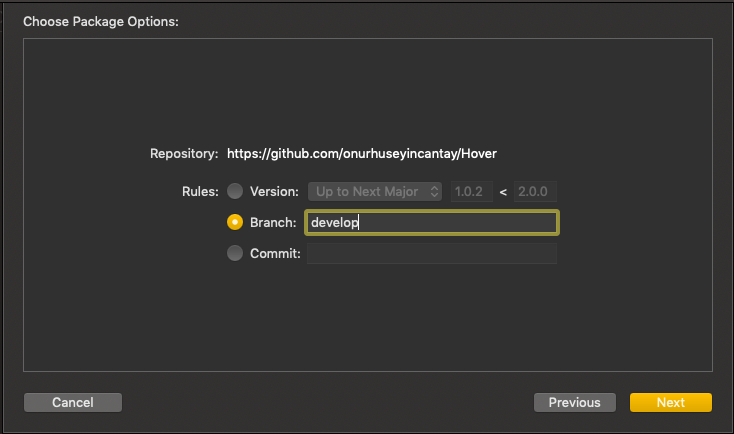 Choose Package Options:
Repository: https://github.com/onurhuseyincantay/Hover
Rules: Version: Up to Next Major 1.0.2 < 2.0.0
Branch: develop
Commit:
Cancel Previous Next